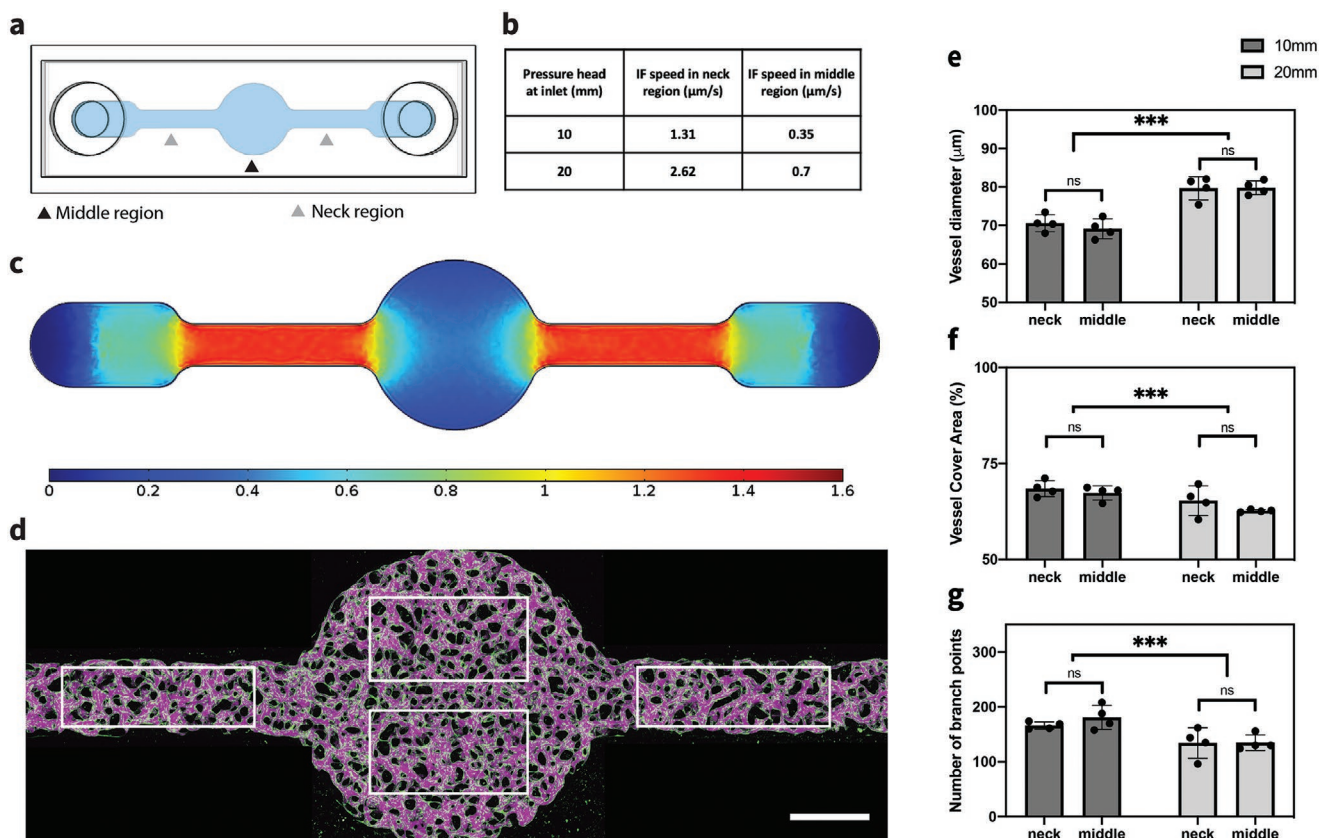 a
▲ Middle region
▲ Neck region
b
Pressure head at inlet (mm)
IF speed in neck region (μm/s)
IF speed in middle region (μm/s)
10
1.31
0.35
20
2.62
0.7
c
0 0.2 0.4 0.6 0.8 1 1.2 1.4 1.6
d
10mm
20mm
e
Vessel diameter (μm)
100
90
80
70
60
50
***
ns
ns
neck middle neck middle
f
Vessel Cover Area (%)
100
75
50
***
ns
ns
neck middle neck middle
gg
Number of branch points
300
200
100
0
***
ns
ns
neck middle neck middle